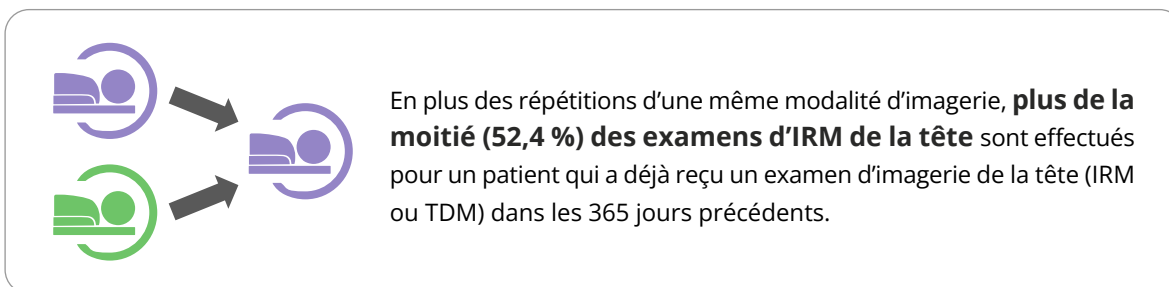 En plus des répétitions d’une même modalité d’imagerie, plus de la
moitié (52,4 %) des examens d’IRM de la tête sont effectués
pour un patient qui a déjà reçu un examen d’imagerie de la tête (IRM
ou TDM) dans les 365 jours précédents.